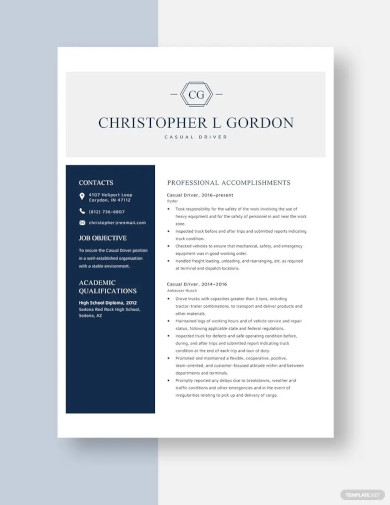 CG
CHRISTOPHER L GORDON
CASUAL DRIVER
CONTACTS
4107 Heliport Loop
Corydon, IN 47112
(812) 736-8807
christopher@email.com
JOB OBJECTIVE
To secure the Casual Driver position
in a well-established organisation
with a stable environment.
ACADEMIC
QUALIFICATIONS
High School Diploma, 2012
Sedona Red Rock High School,
Sedona, AZ
PROFESSIONAL ACCOMPLISHMENTS
Casual Driver, 2016–present
Ryder
• Took responsibility for the safety of the work involving the use of
heavy equipment and for the safety of personnel in and near the work
zone.
• Inspected truck before and after trips and submitted reports indicating
truck condition.
• Checked vehicles to ensure that mechanical, safety, and emergency
equipment was in good working order.
• Handled freight loading, unloading, and rearranging, etc. as required
at terminal and dispatch locations.
Casual Driver, 2014–2016
Anheuser-Busch
• Drove trucks with capacities greater than 3 tons, including
tractor-trailer combinations, to transport and deliver products and
other materials.
• Maintained logs of working hours and of vehicle service and repair
status, following applicable state and federal regulations.
• Inspected truck for defects and safe operating condition before,
during, and after trips and submitted report indicating truck
condition at the end of each trip and tour of duty.
• Promoted and maintained a flexible, cooperative, positive,
team-oriented, and customer-focused attitude within and between
departments and terminals.
• Promptly reported any delays due to breakdowns, weather and
traffic conditions and other emergencies and in the event of
irregularities relating to pick up and delivery of cargo.
TEMPLATE.NET